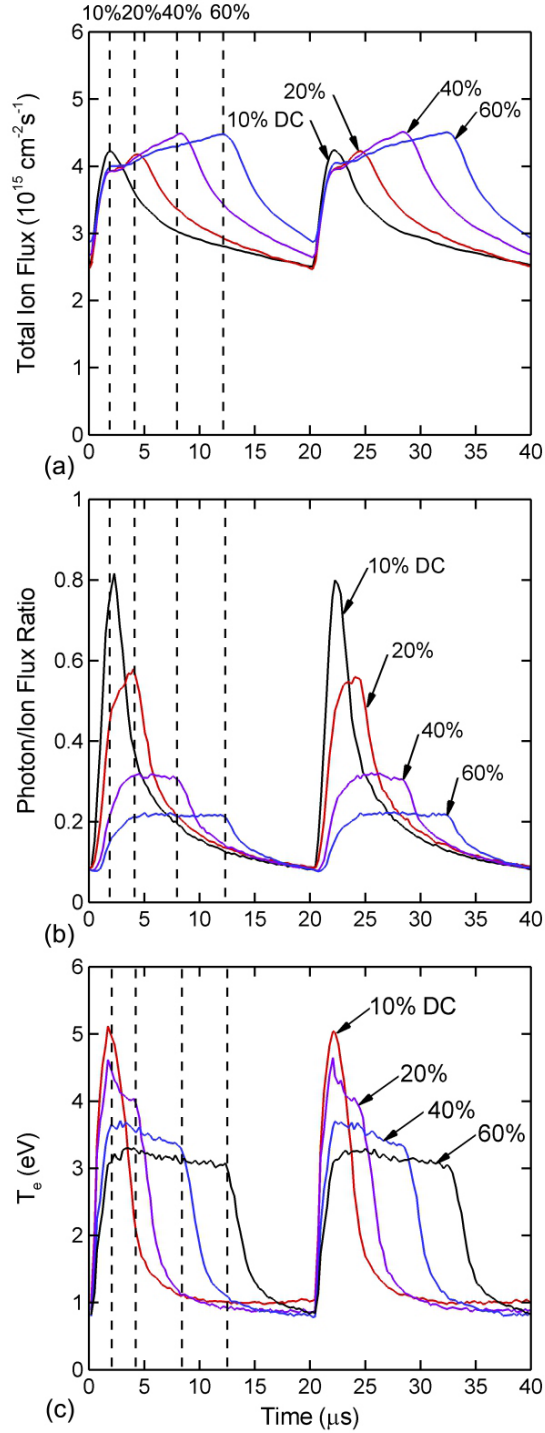 10% 20% 40% 60%
6
5
4
3
2
1
0
Total Ion Flux (10¹⁵ cm⁻²s⁻¹)
10% DC
20%
40%
60%
0 5 10 15 20 25 30 35 40
(a)
1
0.8
0.6
0.4
0.2
0
Photon/Ion Flux Ratio
10% DC
20%
40%
60%
0 5 10 15 20 25 30 35 40
(b)
6
5
4
3
2
1
0
Tₑ (eV)
10% DC
20%
40%
60%
0 5 10 15 20 25 30 35 40
(c)
Time (μs)